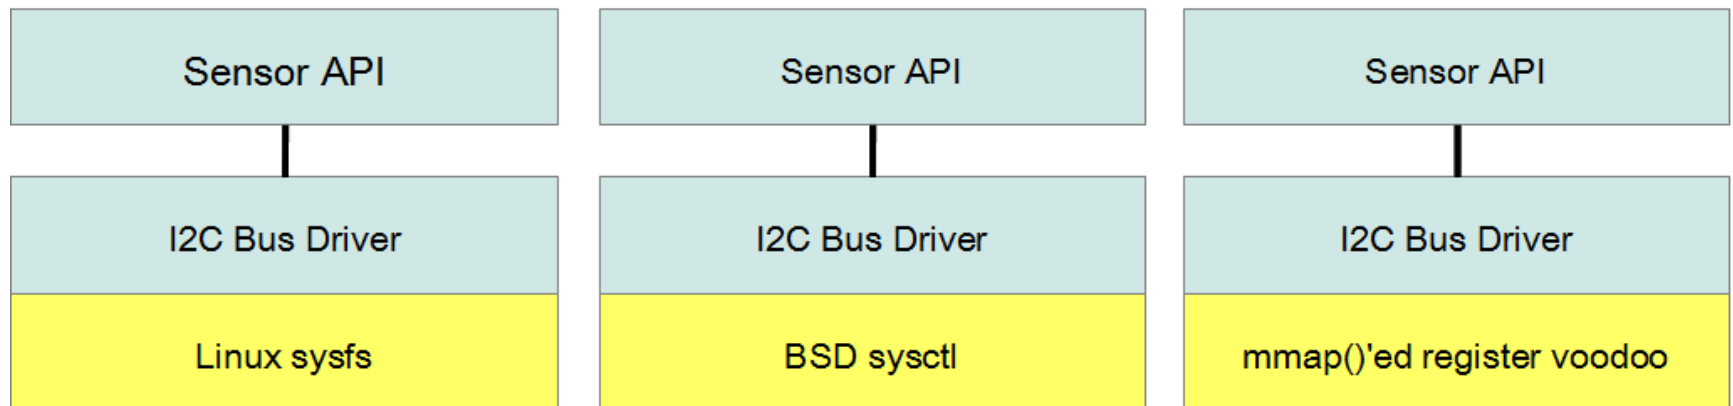 Sensor API
Sensor API
Sensor API
I2C Bus Driver
I2C Bus Driver
I2C Bus Driver
Linux sysfs
BSD sysctl
mmap()'ed register voodoo